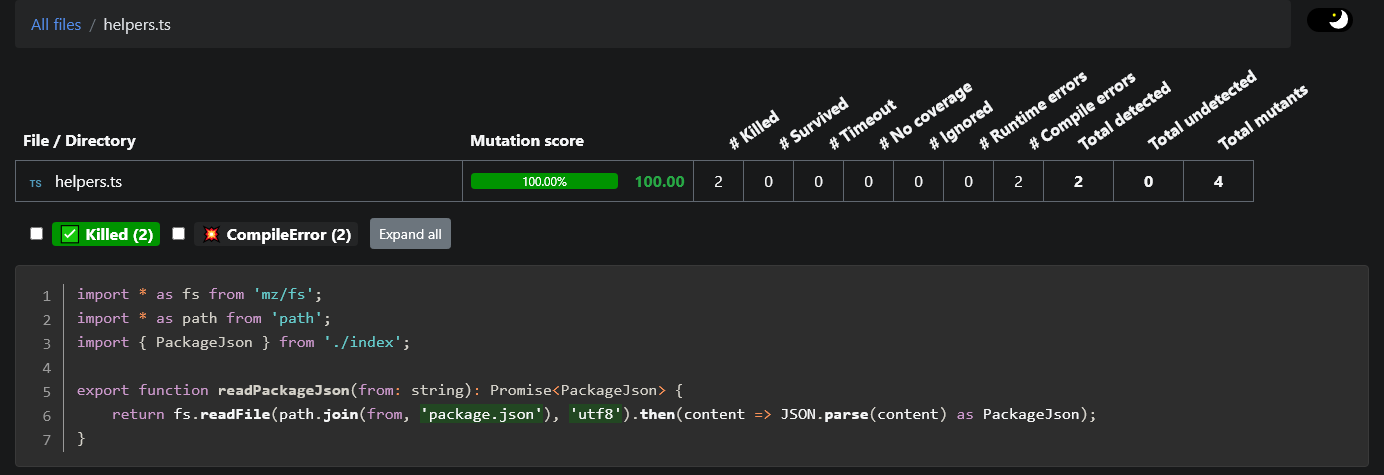 All files / helpers.ts
File / Directory Mutation score # Killed # Survived # Timeout # No coverage # Ignored # Runtime errors # Compile errors Total detected Total undetected Total mutants
TS helpers.ts 100.00% 100.00 2 0 0 0 0 0 2 2 0 4
✅ Killed (2) 💥 CompileError (2) Expand all
1 import * as fs from 'mz/fs';
2 import * as path from 'path';
3 import { PackageJson } from './index';
4
5 export function readPackageJson(from: string): Promise<PackageJson> {
6 return fs.readFile(path.join(from, 'package.json'), 'utf8').then(content => JSON.parse(content) as PackageJson);
7 }